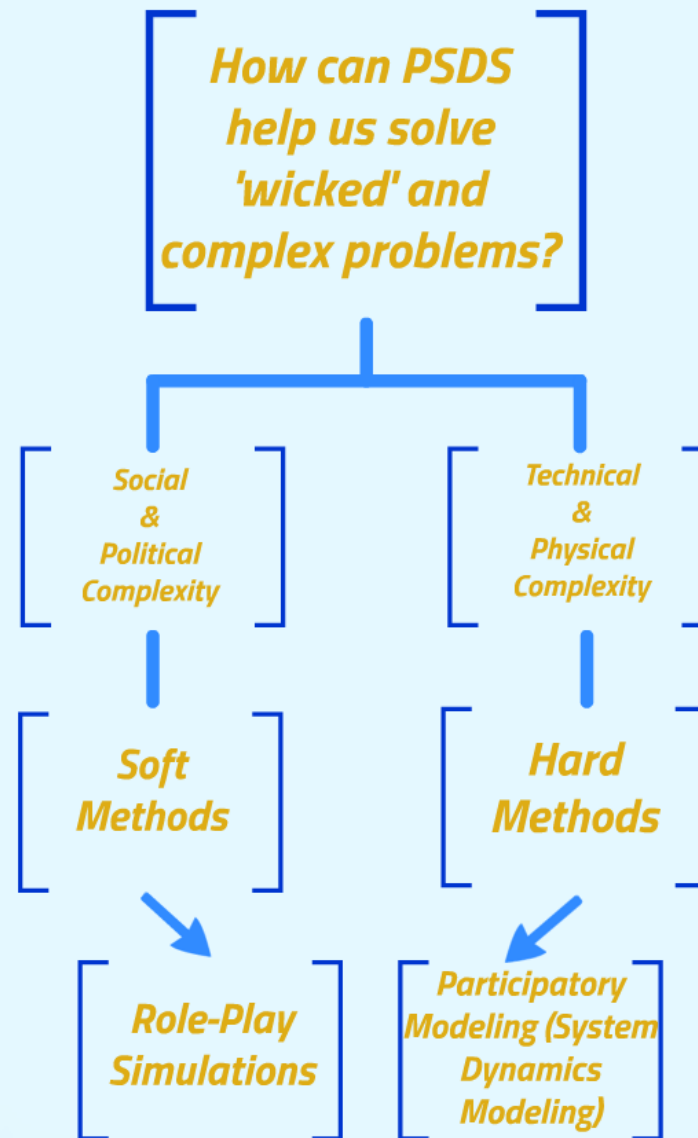 How can PSDS
help us solve
'wicked' and
complex problems?
Social
&
Political
Complexity
Technical
&
Physical
Complexity
Soft
Methods
Hard
Methods
Role-Play
Simulations
Participatory
Modeling (System
Dynamics
Modeling)